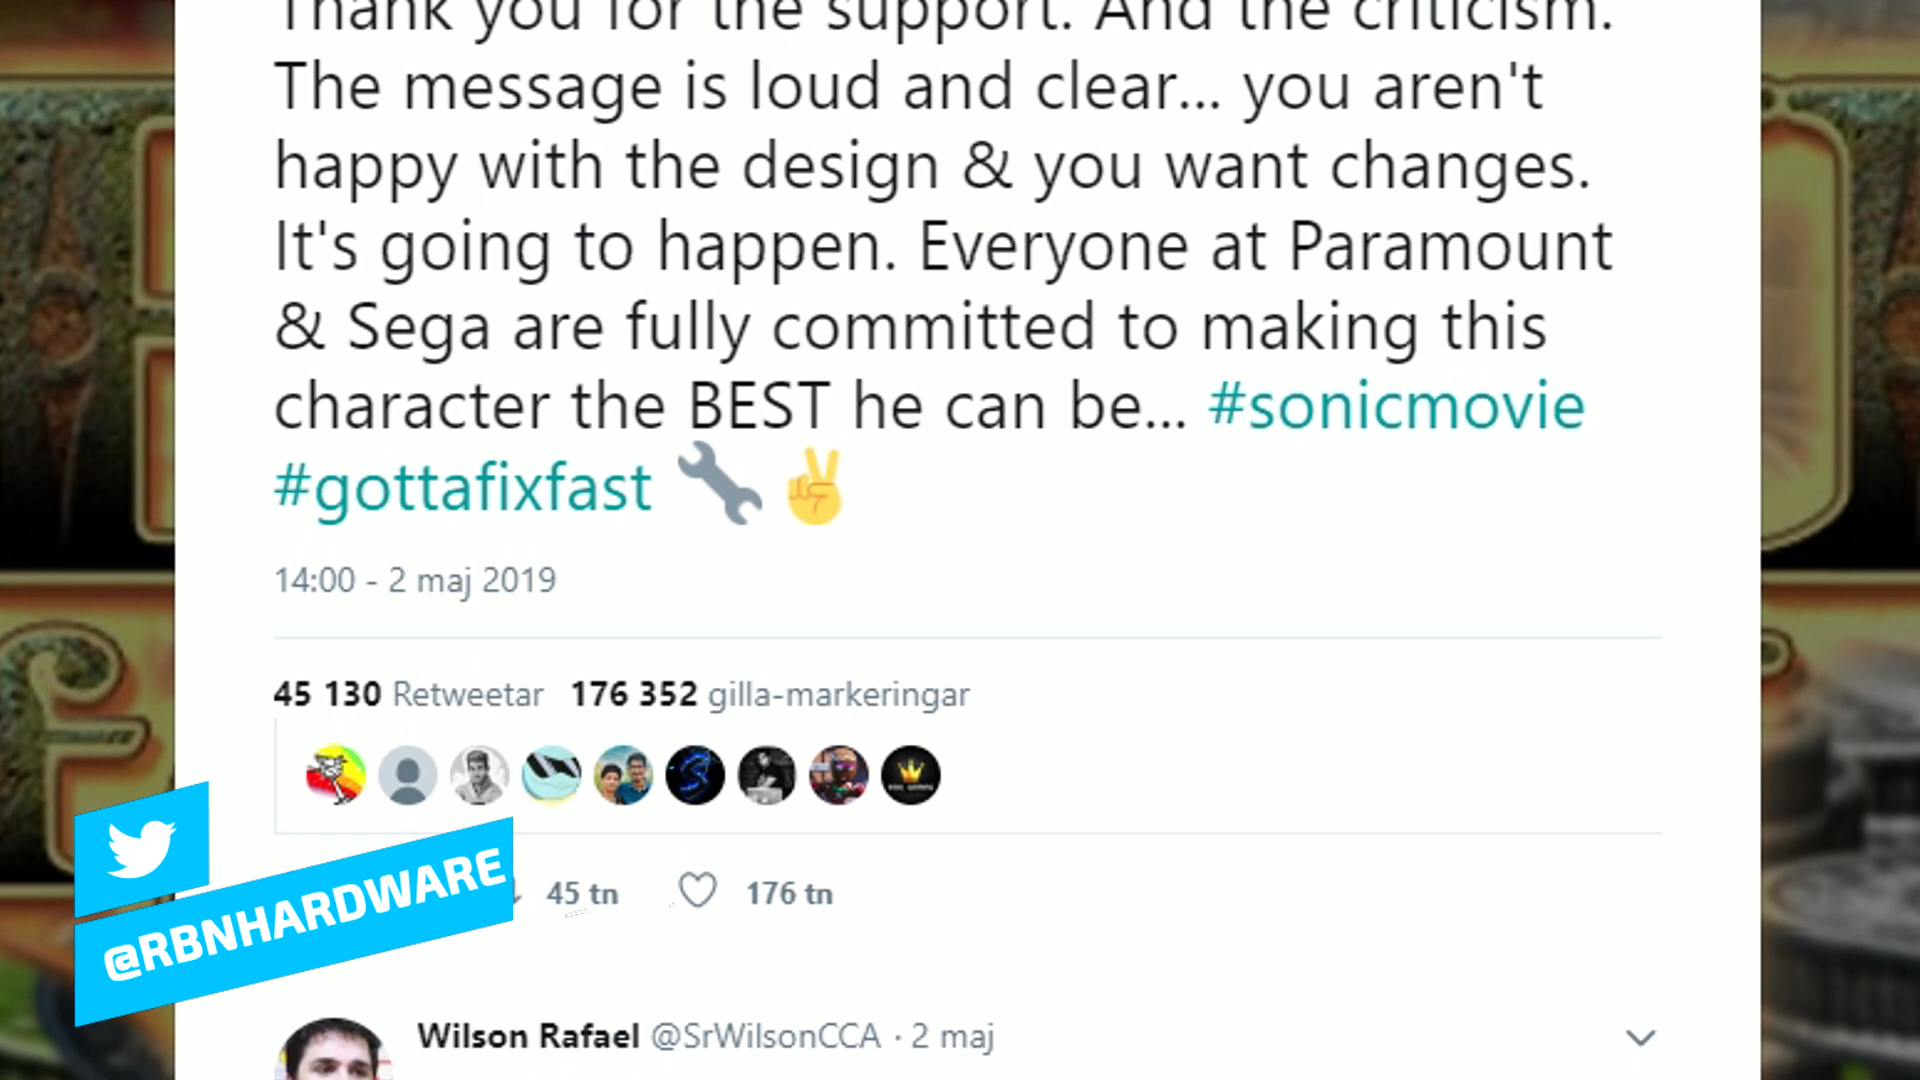 Thank you for the support. And the criticism.
The message is loud and clear... you aren't
happy with the design & you want changes.
It's going to happen. Everyone at Paramount
& Sega are fully committed to making this
character the BEST he can be... #sonicmovie
#gottafixfast
14:00 - 2 maj 2019
45 130 Retweetar 176 352 gilla-markeringar
45 tn 176 tn
@RBNHARDWARE
Wilson Rafael @SrWilsonCCA · 2 maj